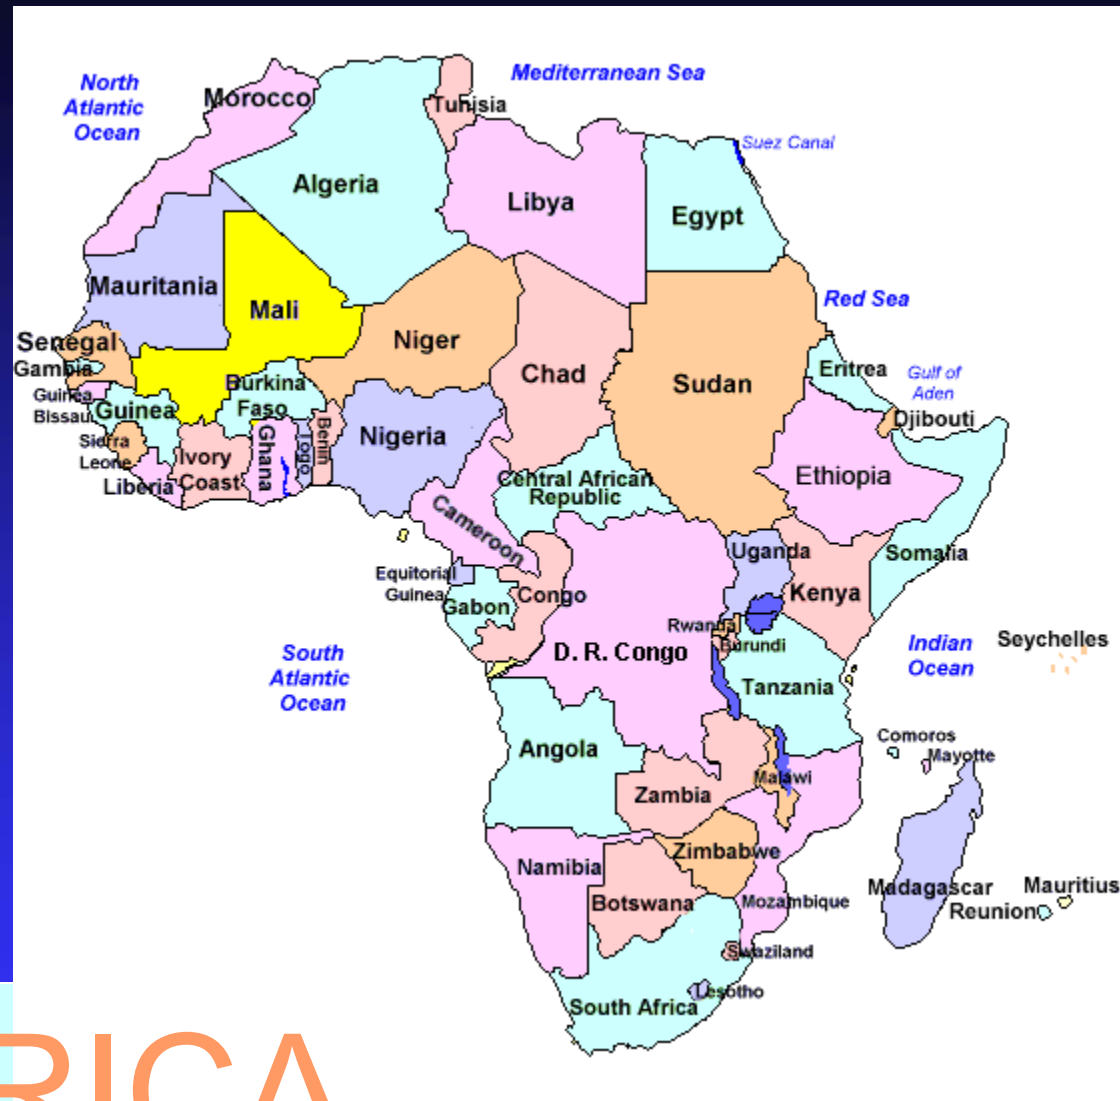 North
Atlantic
Ocean
Mediterranean Sea
Morocco
Tunisia
Suez Canal
Algeria
Libya
Egypt
Mauritania
Mali
Niger
Chad
Sudan
Red Sea
Senegal
Gambia
Guinea
Bissau
Guinea
Burkina
Faso
Eritrea
Gulf of
Aden
Djibouti
Sierra
Leone
Liberia
Ivory
Coast
Ghana
Togo
Benin
Nigeria
Ethiopia
Central African
Republic
Cameroon
Somalia
Uganda
Kenya
Equitorial
Guinea
Gabon
Congo
Rwanda
Burundi
D. R. Congo
Tanzania
South
Atlantic
Ocean
Indian
Ocean
Seychelles
Comoros
Mayotte
Angola
Zambia
Malawi
Zimbabwe
Namibia
Botswana
Mozambique
Madagascar
Mauritius
Reunion
Swaziland
Lesotho
South Africa
RICA